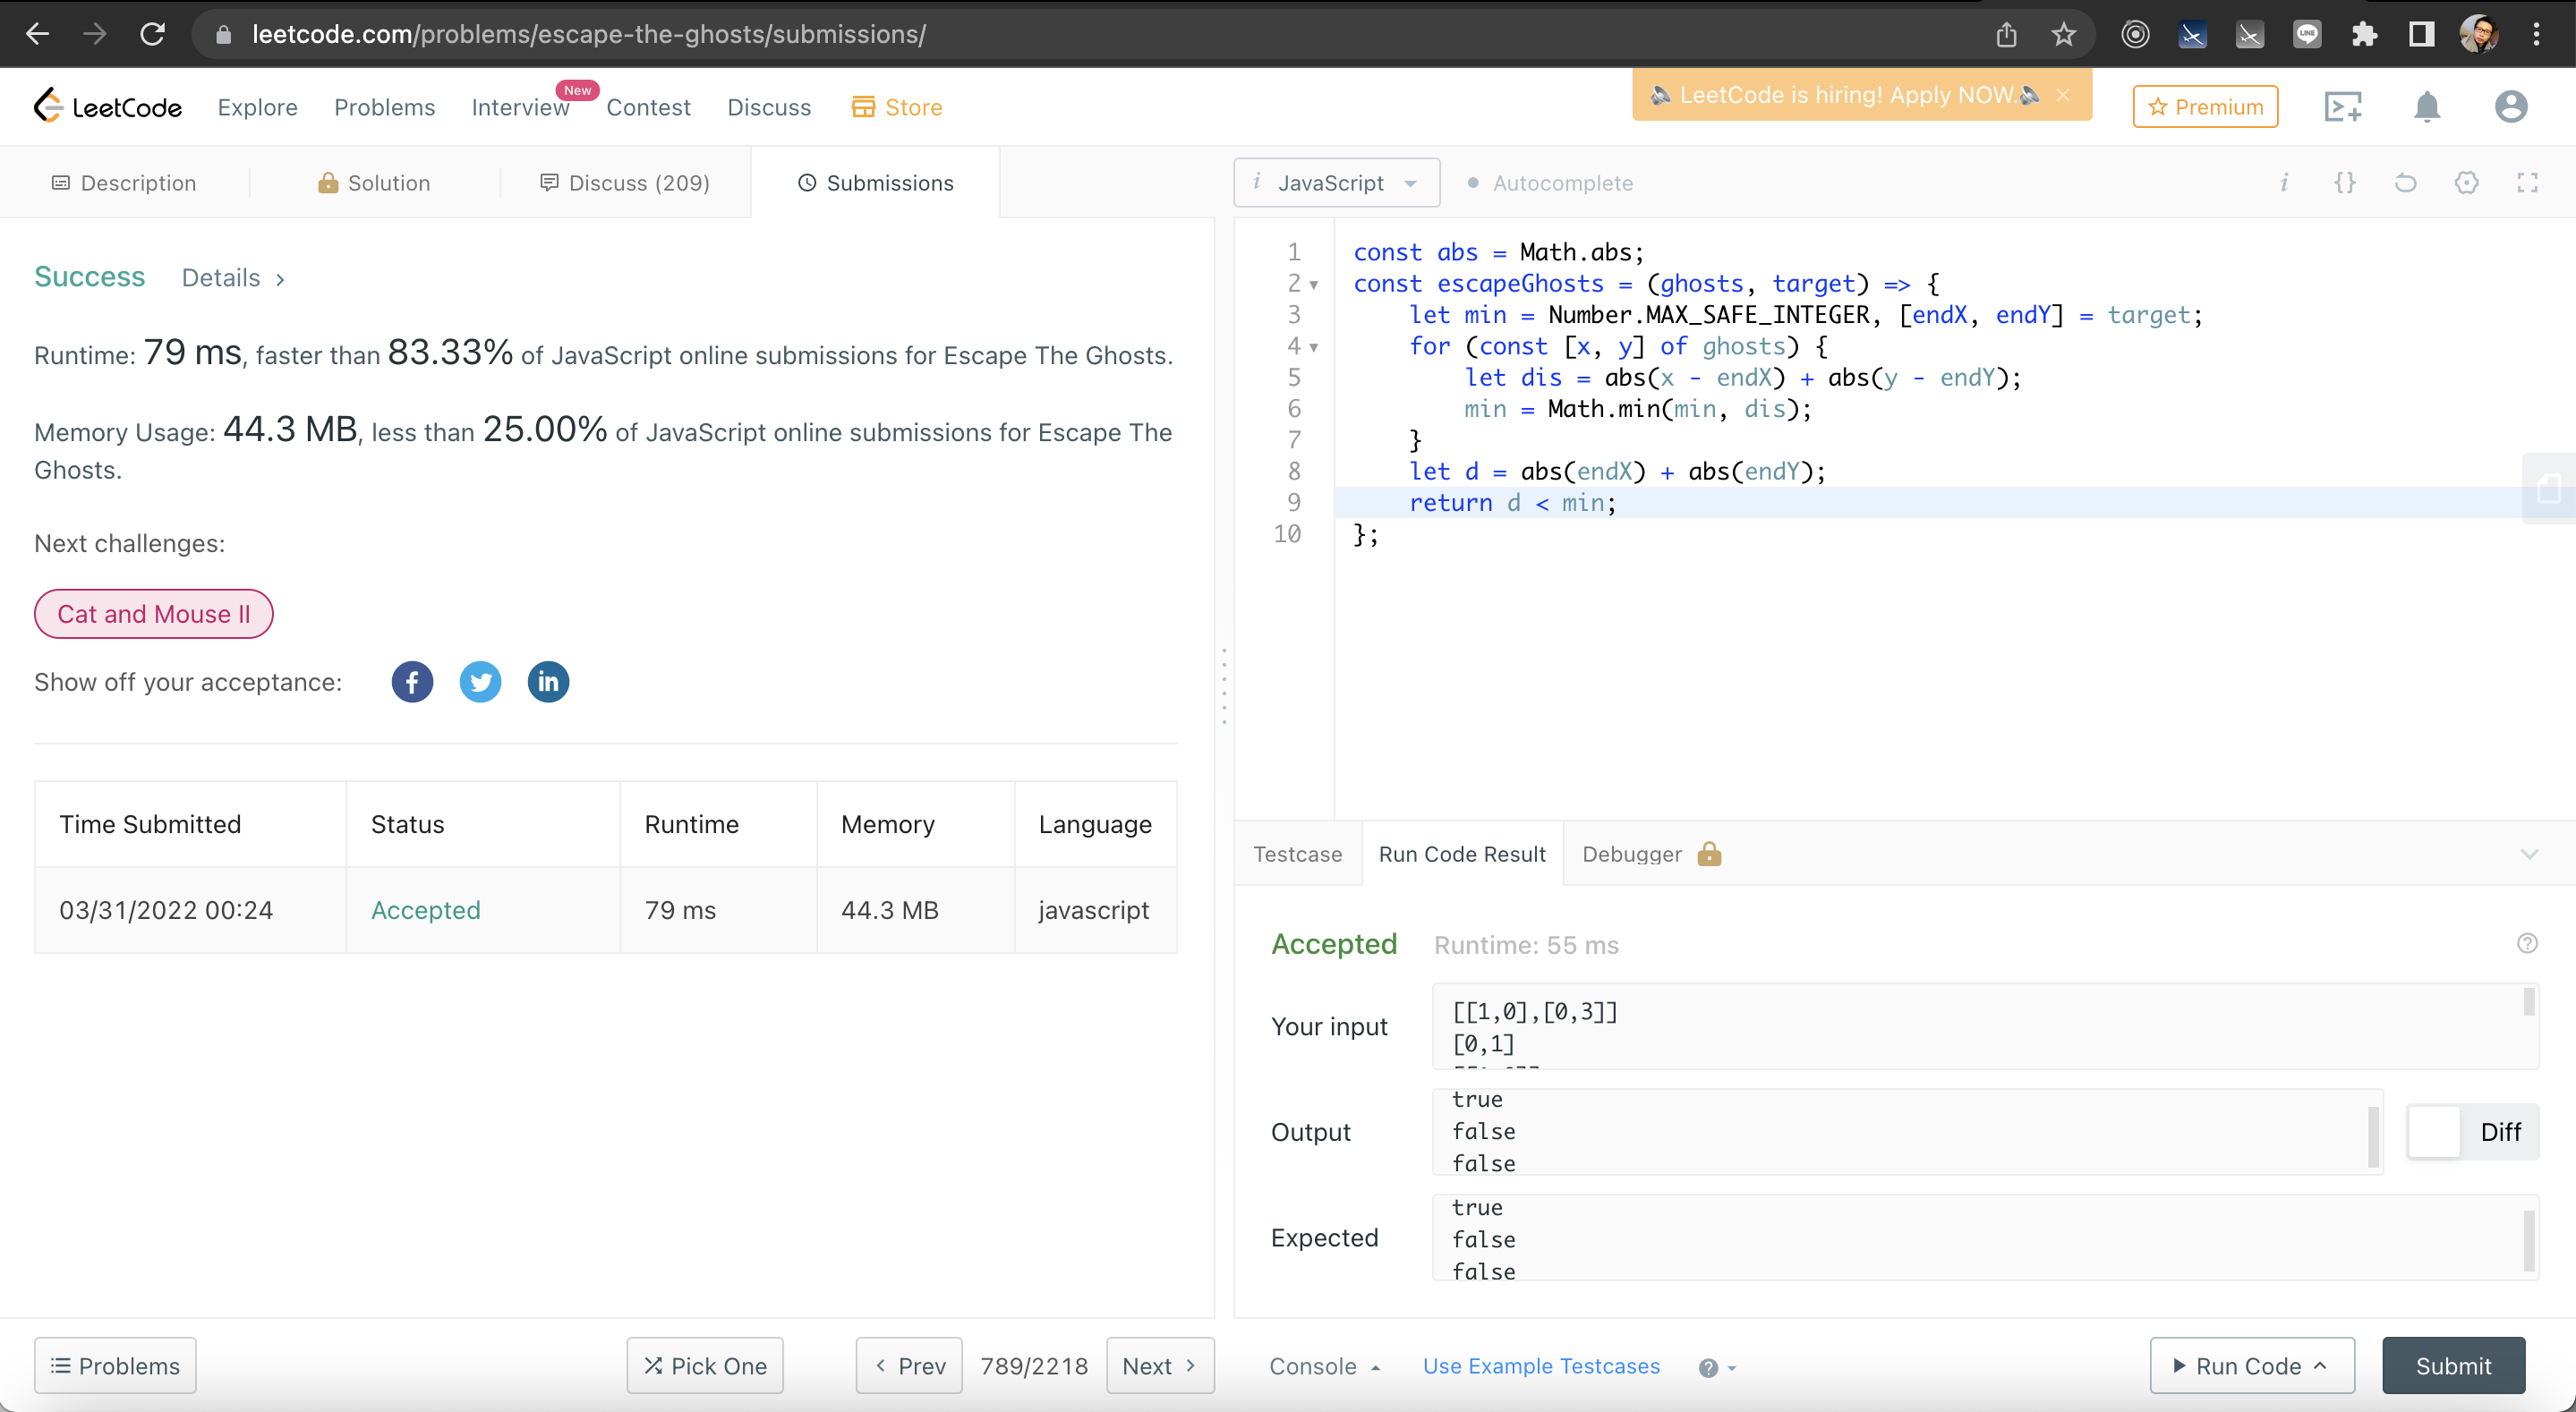 leetcode.com/problems/escape-the-ghosts/submissions/
LINE
LeetCode
Explore
Problems
Interview
New
Contest
Discuss
Store
LeetCode is hiring! Apply NOW.
Premium
Description
Solution
Discuss (209)
Submissions
i JavaScript
Autocomplete
i
{}
Success
Details
Runtime: 79 ms, faster than 83.33% of JavaScript online submissions for Escape The Ghosts.
Memory Usage: 44.3 MB, less than 25.00% of JavaScript online submissions for Escape The
Ghosts.
Next challenges:
Cat and Mouse II
Show off your acceptance:
f
in
Time Submitted Status Runtime Memory Language
03/31/2022 00:24 Accepted 79 ms 44.3 MB javascript
1 const abs = Math.abs;
2 const escapeGhosts = (ghosts, target) => {
3     let min = Number.MAX_SAFE_INTEGER, [endX, endY] = target;
4     for (const [x, y] of ghosts) {
5         let dis = abs(x - endX) + abs(y - endY);
6         min = Math.min(min, dis);
7     }
8     let d = abs(endX) + abs(endY);
9     return d < min;
10 };
Testcase
Run Code Result
Debugger
Accepted
Runtime: 55 ms
Your input
[[1,0],[0,3]]
[0,1]
Output
true
false
false
Diff
Expected
true
false
false
Problems
Pick One
Prev
789/2218
Next
Console
Use Example Testcases
Run Code
Submit